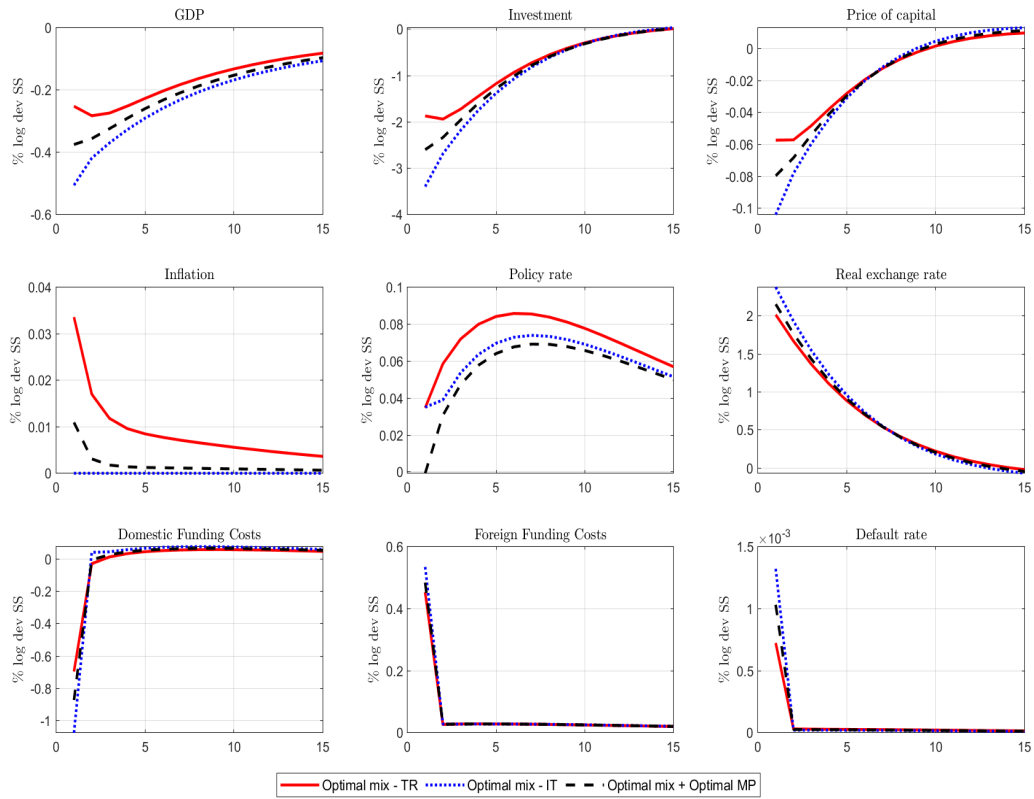 GDP
Investment
Price of capital
% log dev SS
0
-0.2
-0.4
-0.6
0 5 10 15
% log dev SS
0
-1
-2
-3
-4
0 5 10 15
% log dev SS
0
-0.02
-0.04
-0.06
-0.08
-0.1
0 5 10 15
Inflation
Policy rate
Real exchange rate
% log dev SS
0.04
0.03
0.02
0.01
0
0 5 10 15
% log dev SS
0.1
0.08
0.06
0.04
0.02
0
0 5 10 15
% log dev SS
2
1.5
1
0.5
0
0 5 10 15
Domestic Funding Costs
Foreign Funding Costs
Default rate
% log dev SS
0
-0.2
-0.4
-0.6
-0.8
-1
0 5 10 15
% log dev SS
0.6
0.4
0.2
0
0 5 10 15
×10⁻³
% log dev SS
1.5
1
0.5
0
0 5 10 15
Optimal mix - TR Optimal mix - IT Optimal mix + Optimal MP